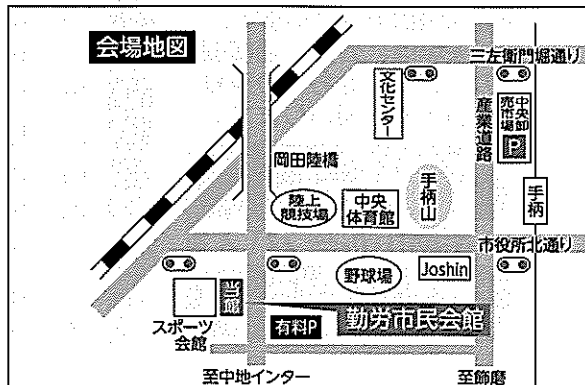 会場地図
三左衛門堀通り
文化センター
産業道路
中央卸
売市場
P
岡田陸橋
陸上
競技場
中央
体育館
手柄山
手柄
市役所北通り
野球場
Joshin
当館
スポーツ
会館
有料P
勤労市民会館
至中地インター
至飾磨